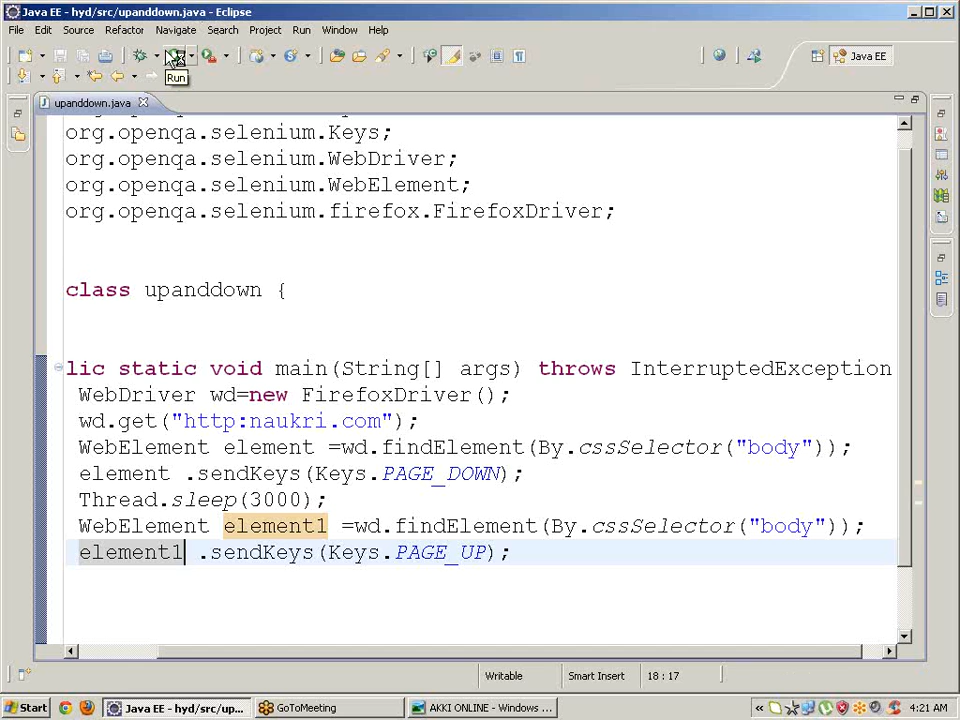 Java EE - hyd/src/upanddown.java - Eclipse
File Edit Source Refactor Navigate Search Project Run Window Help
Java EE
Run
upanddown.java
org.openqa.selenium.Keys;
org.openqa.selenium.WebDriver;
org.openqa.selenium.WebElement;
org.openqa.selenium.firefox.FirefoxDriver;
class upanddown {
lic static void main(String[] args) throws InterruptedException
WebDriver wd=new FirefoxDriver();
wd.get("http:naukri.com");
WebElement element =wd.findElement(By.cssSelector("body"));
element .sendKeys(Keys.PAGE_DOWN);
Thread.sleep(3000);
WebElement element1 =wd.findElement(By.cssSelector("body"));
element1 .sendKeys(Keys.PAGE_UP);
Writable Smart Insert 18 : 17
Start Java EE - hyd/src/up... GoToMeeting AKKI ONLINE - Windows ... 4:21 AM